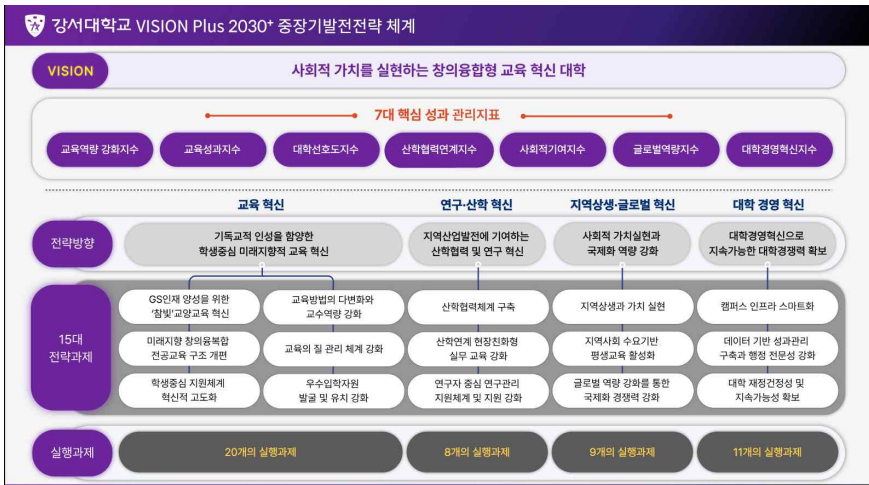 강서대학교 VISION Plus 2030⁺ 중장기발전전략 체계
VISION
사회적 가치를 실현하는 창의융합형 교육 혁신 대학
7대 핵심 성과 관리지표
교육역량 강화지수
교육성과지수
대학선호도지수
산학협력연계지수
사회적기여지수
글로벌역량지수
대학경영혁신지수
교육 혁신
연구·산학 혁신
지역상생·글로벌 혁신
대학 경영 혁신
전략방향
기독교적 인성을 함양한
학생중심 미래지향적 교육 혁신
지역산업발전에 기여하는
산학협력 및 연구 혁신
사회적 가치실현과
국제화 역량 강화
대학경영혁신으로
지속가능한 대학경쟁력 확보
15대
전략과제
GS인재 양성을 위한
'참빛'교양교육 혁신
교육방법의 다변화와
교수역량 강화
산학협력체계 구축
지역상생과 가치 실현
캠퍼스 인프라 스마트화
미래지향 창의융복합
전공교육 구조 개편
교육의 질 관리 체계 강화
산학연계 현장친화형
실무 교육 강화
지역사회 수요기반
평생교육 활성화
데이터 기반 성과관리
구축과 행정 전문성 강화
학생중심 지원체계
혁신적 고도화
우수입학자원
발굴 및 유치 강화
연구자 중심 연구관리
지원체계 및 지원 강화
글로벌 역량 강화를 통한
국제화 경쟁력 강화
대학 재정건정성 및
지속가능성 확보
실행과제
20개의 실행과제
8개의 실행과제
9개의 실행과제
11개의 실행과제